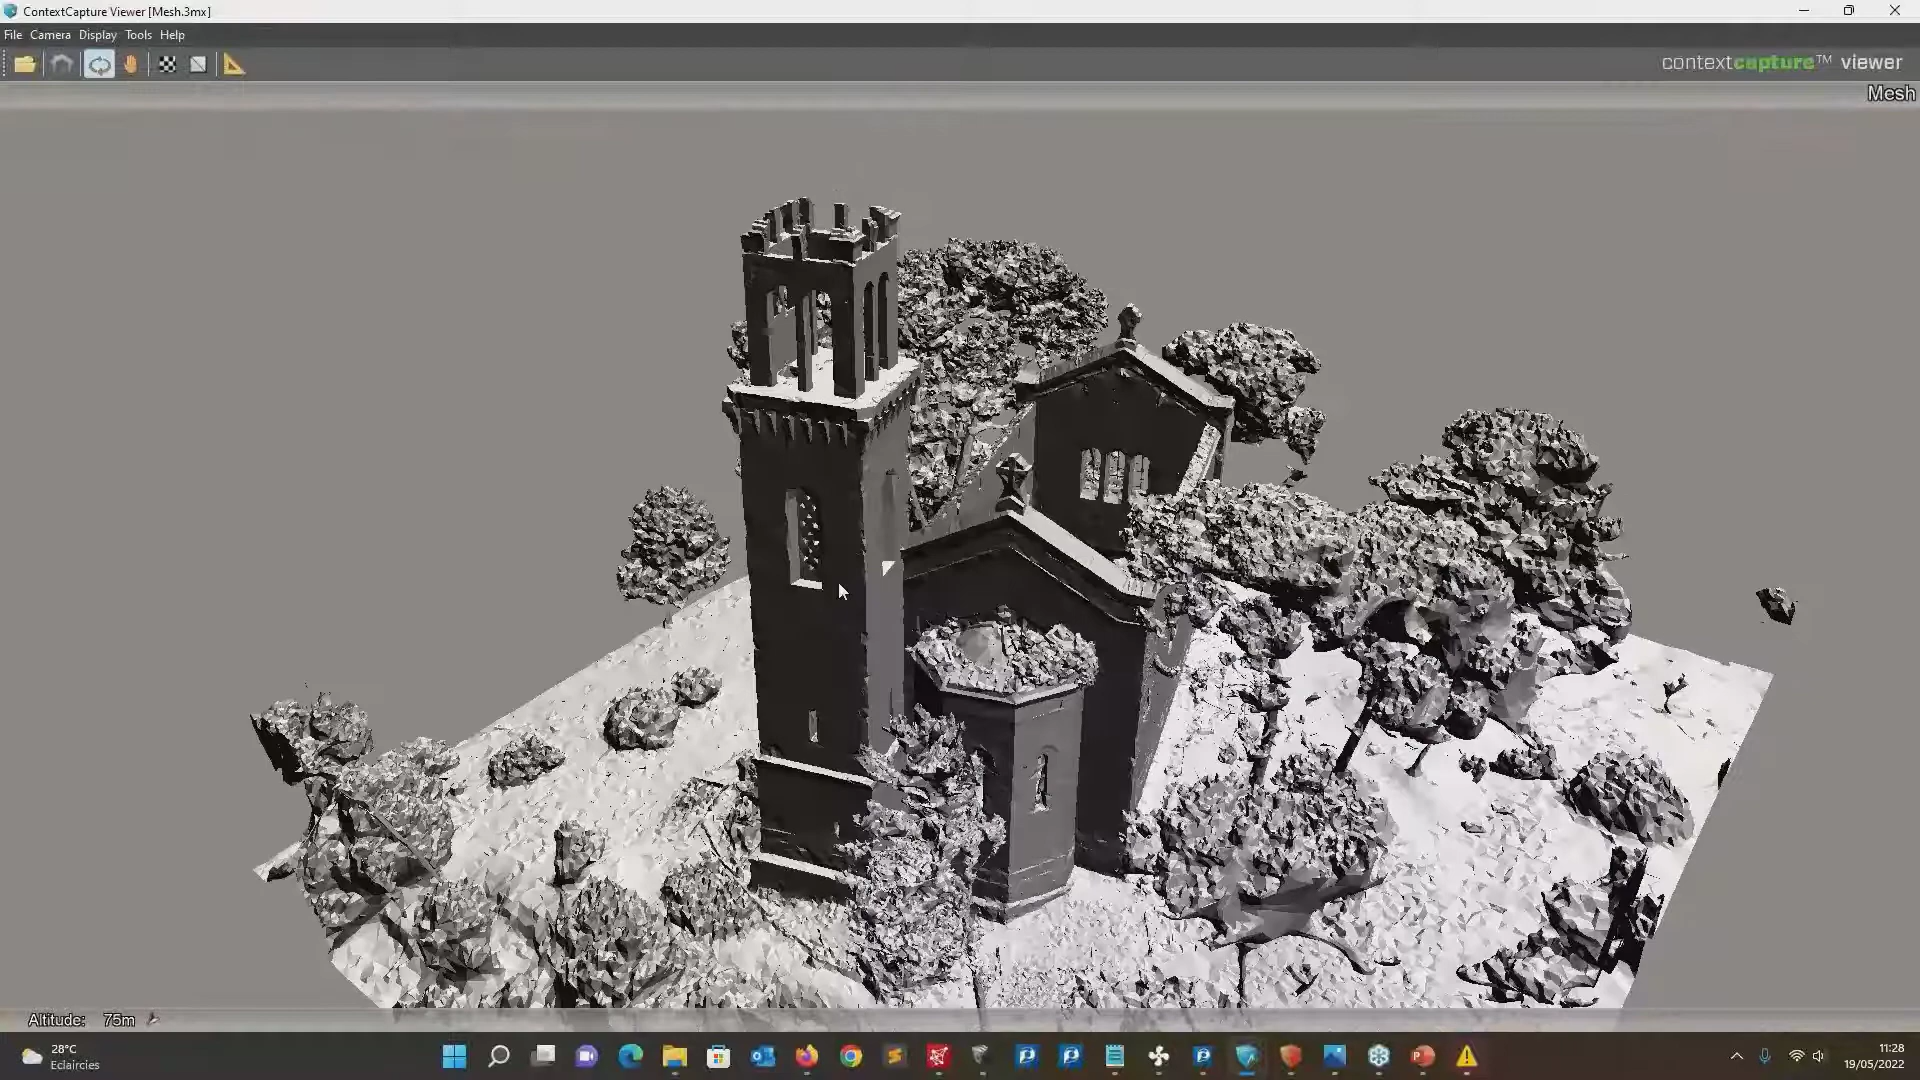 ContextCapture Viewer [Mesh.3mx]
File Camera Display Tools Help
contextcapture™ viewer
Mesh
Altitude: 75m
28°C
Eclaircies
11:28
19/05/2022